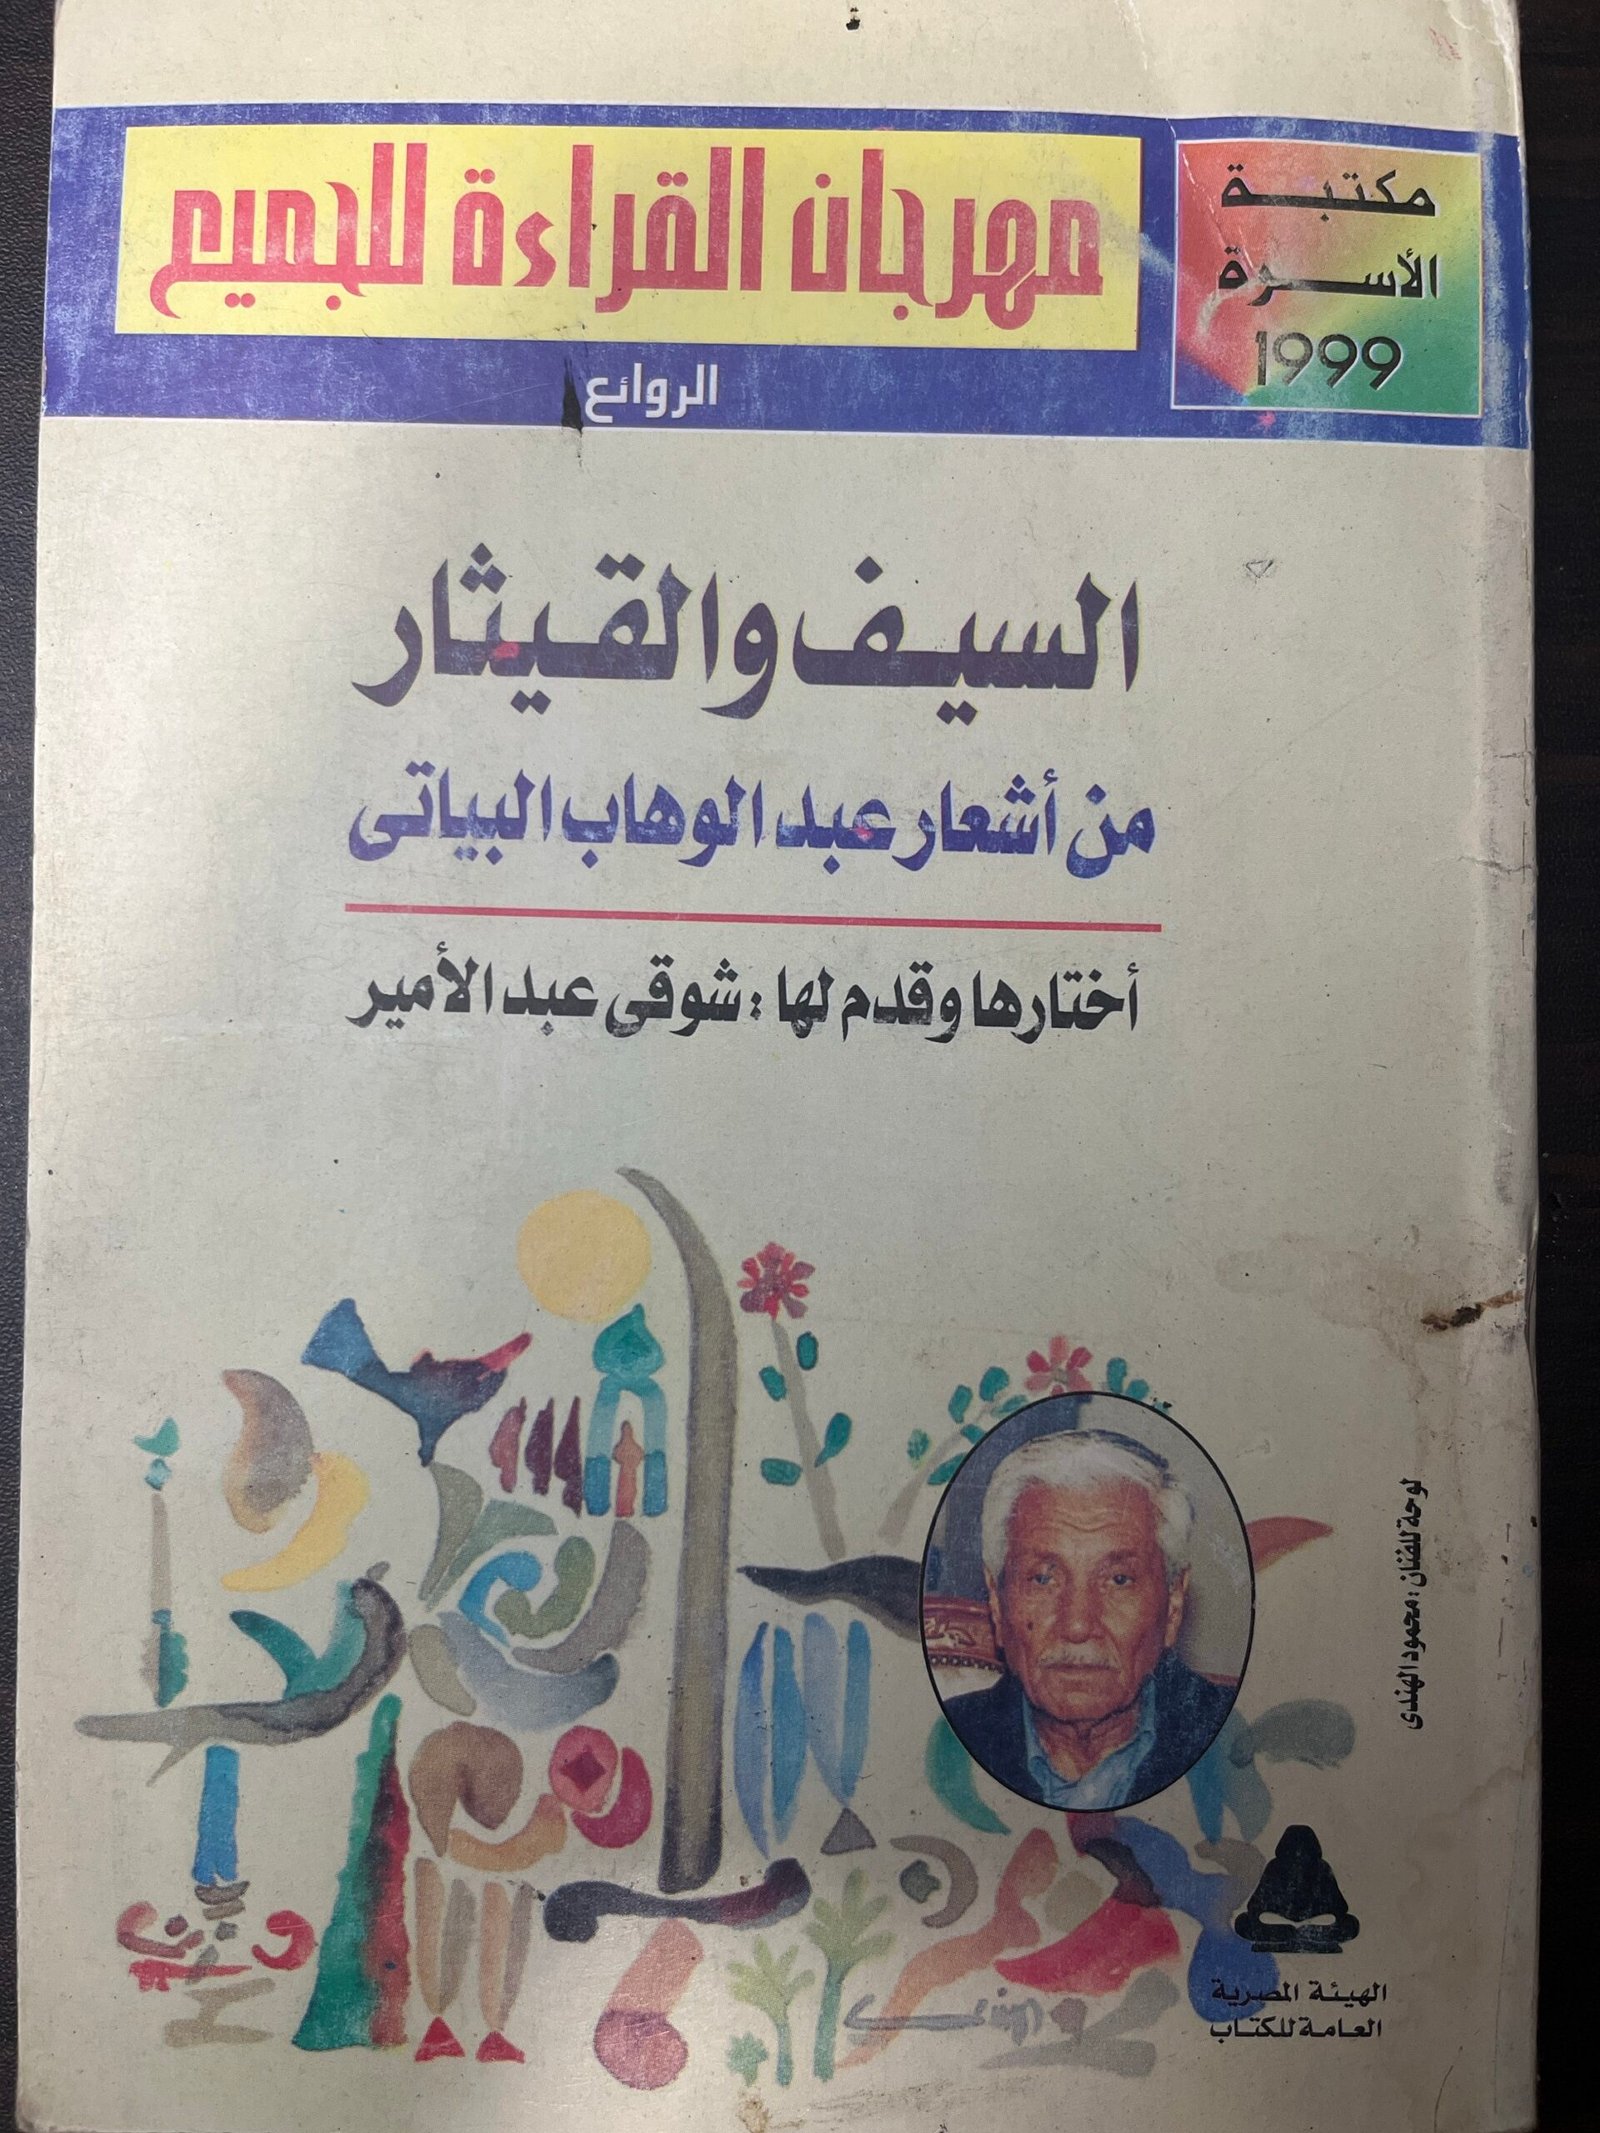 مكتبة
الأسرة
1999
مهرجان القراءة للجميع
الروائع
السيف والقيثار
من أشعار عبد الوهاب البياتى
أختارها وقدم لها : شوقى عبد الأمير
لوحة للفنان : محمود الهندى
الهندى
الهيئة المصرية
العامة للكتاب